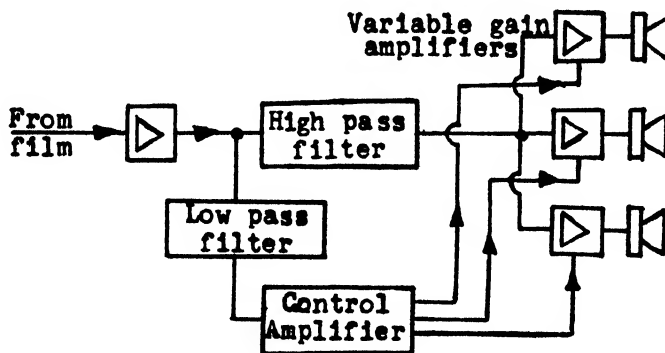 Variable gain
amplifiers
From
film
High pass
filter
Low pass
filter
Control
Amplifier